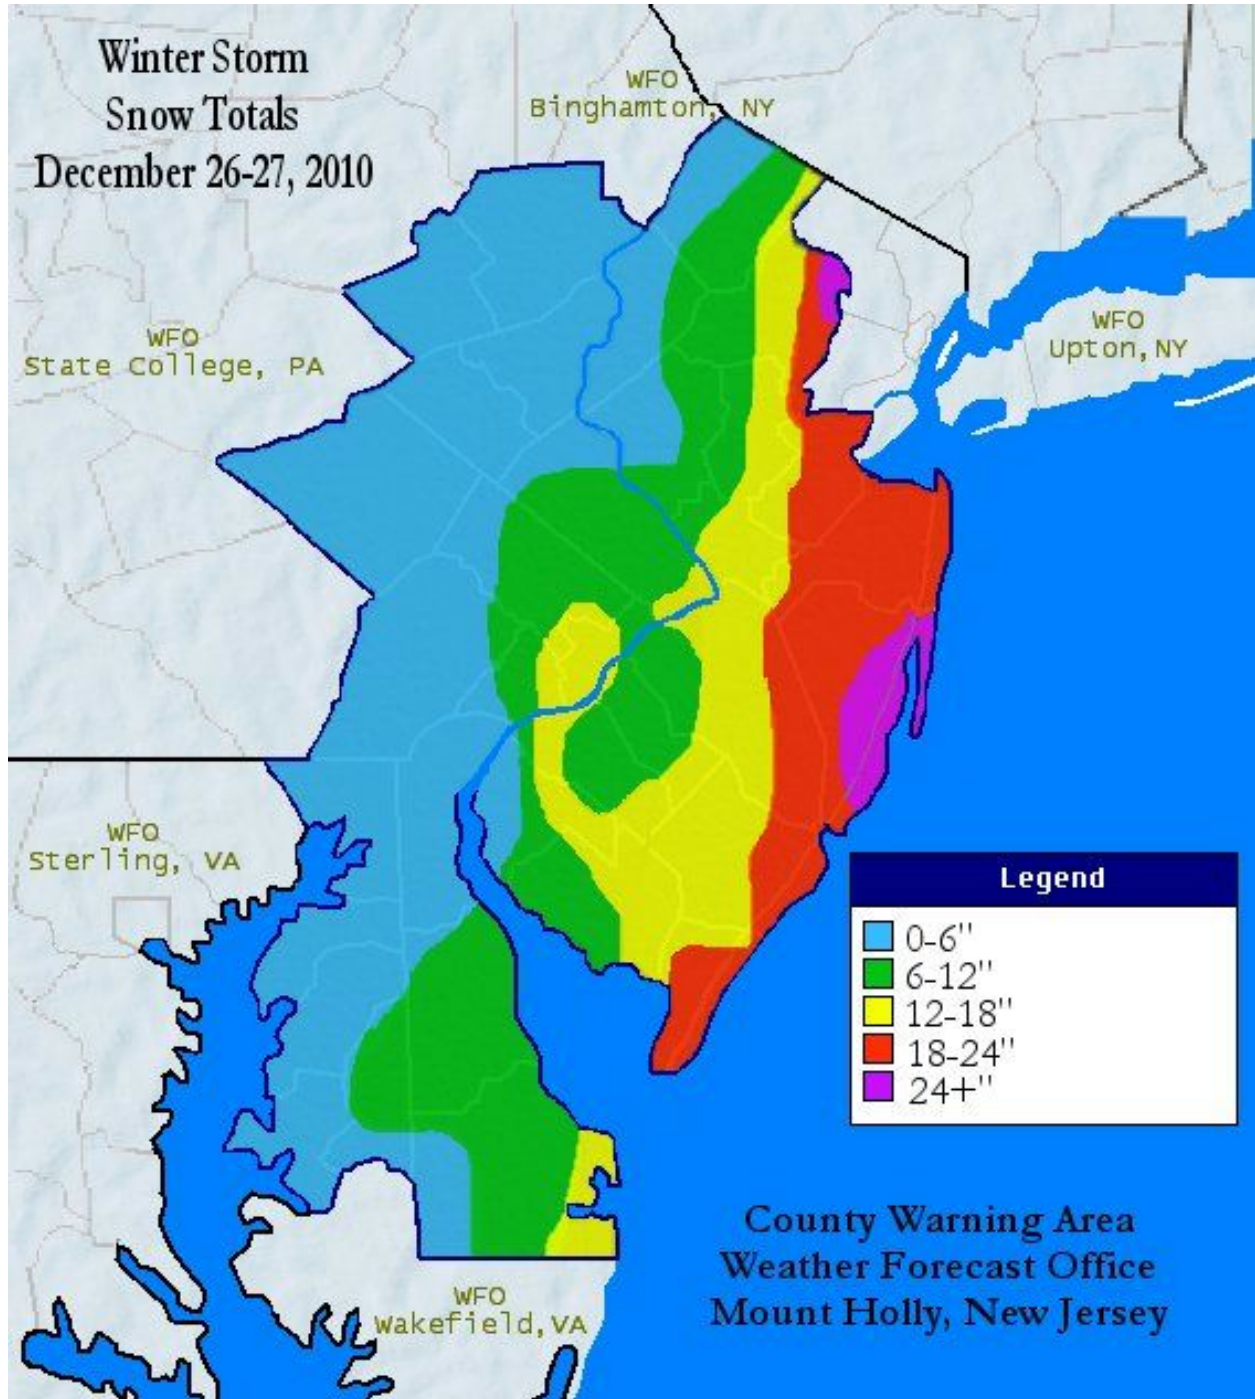 Winter Storm
Snow Totals
December 26-27, 2010
WFO
Binghamton, NY
WFO
State College, PA
WFO
Upton, NY
WFO
Sterling, VA
Legend
0-6"
6-12"
12-18"
18-24"
24+"
WFO
Wakefield, VA
County Warning Area
Weather Forecast Office
Mount Holly, New Jersey